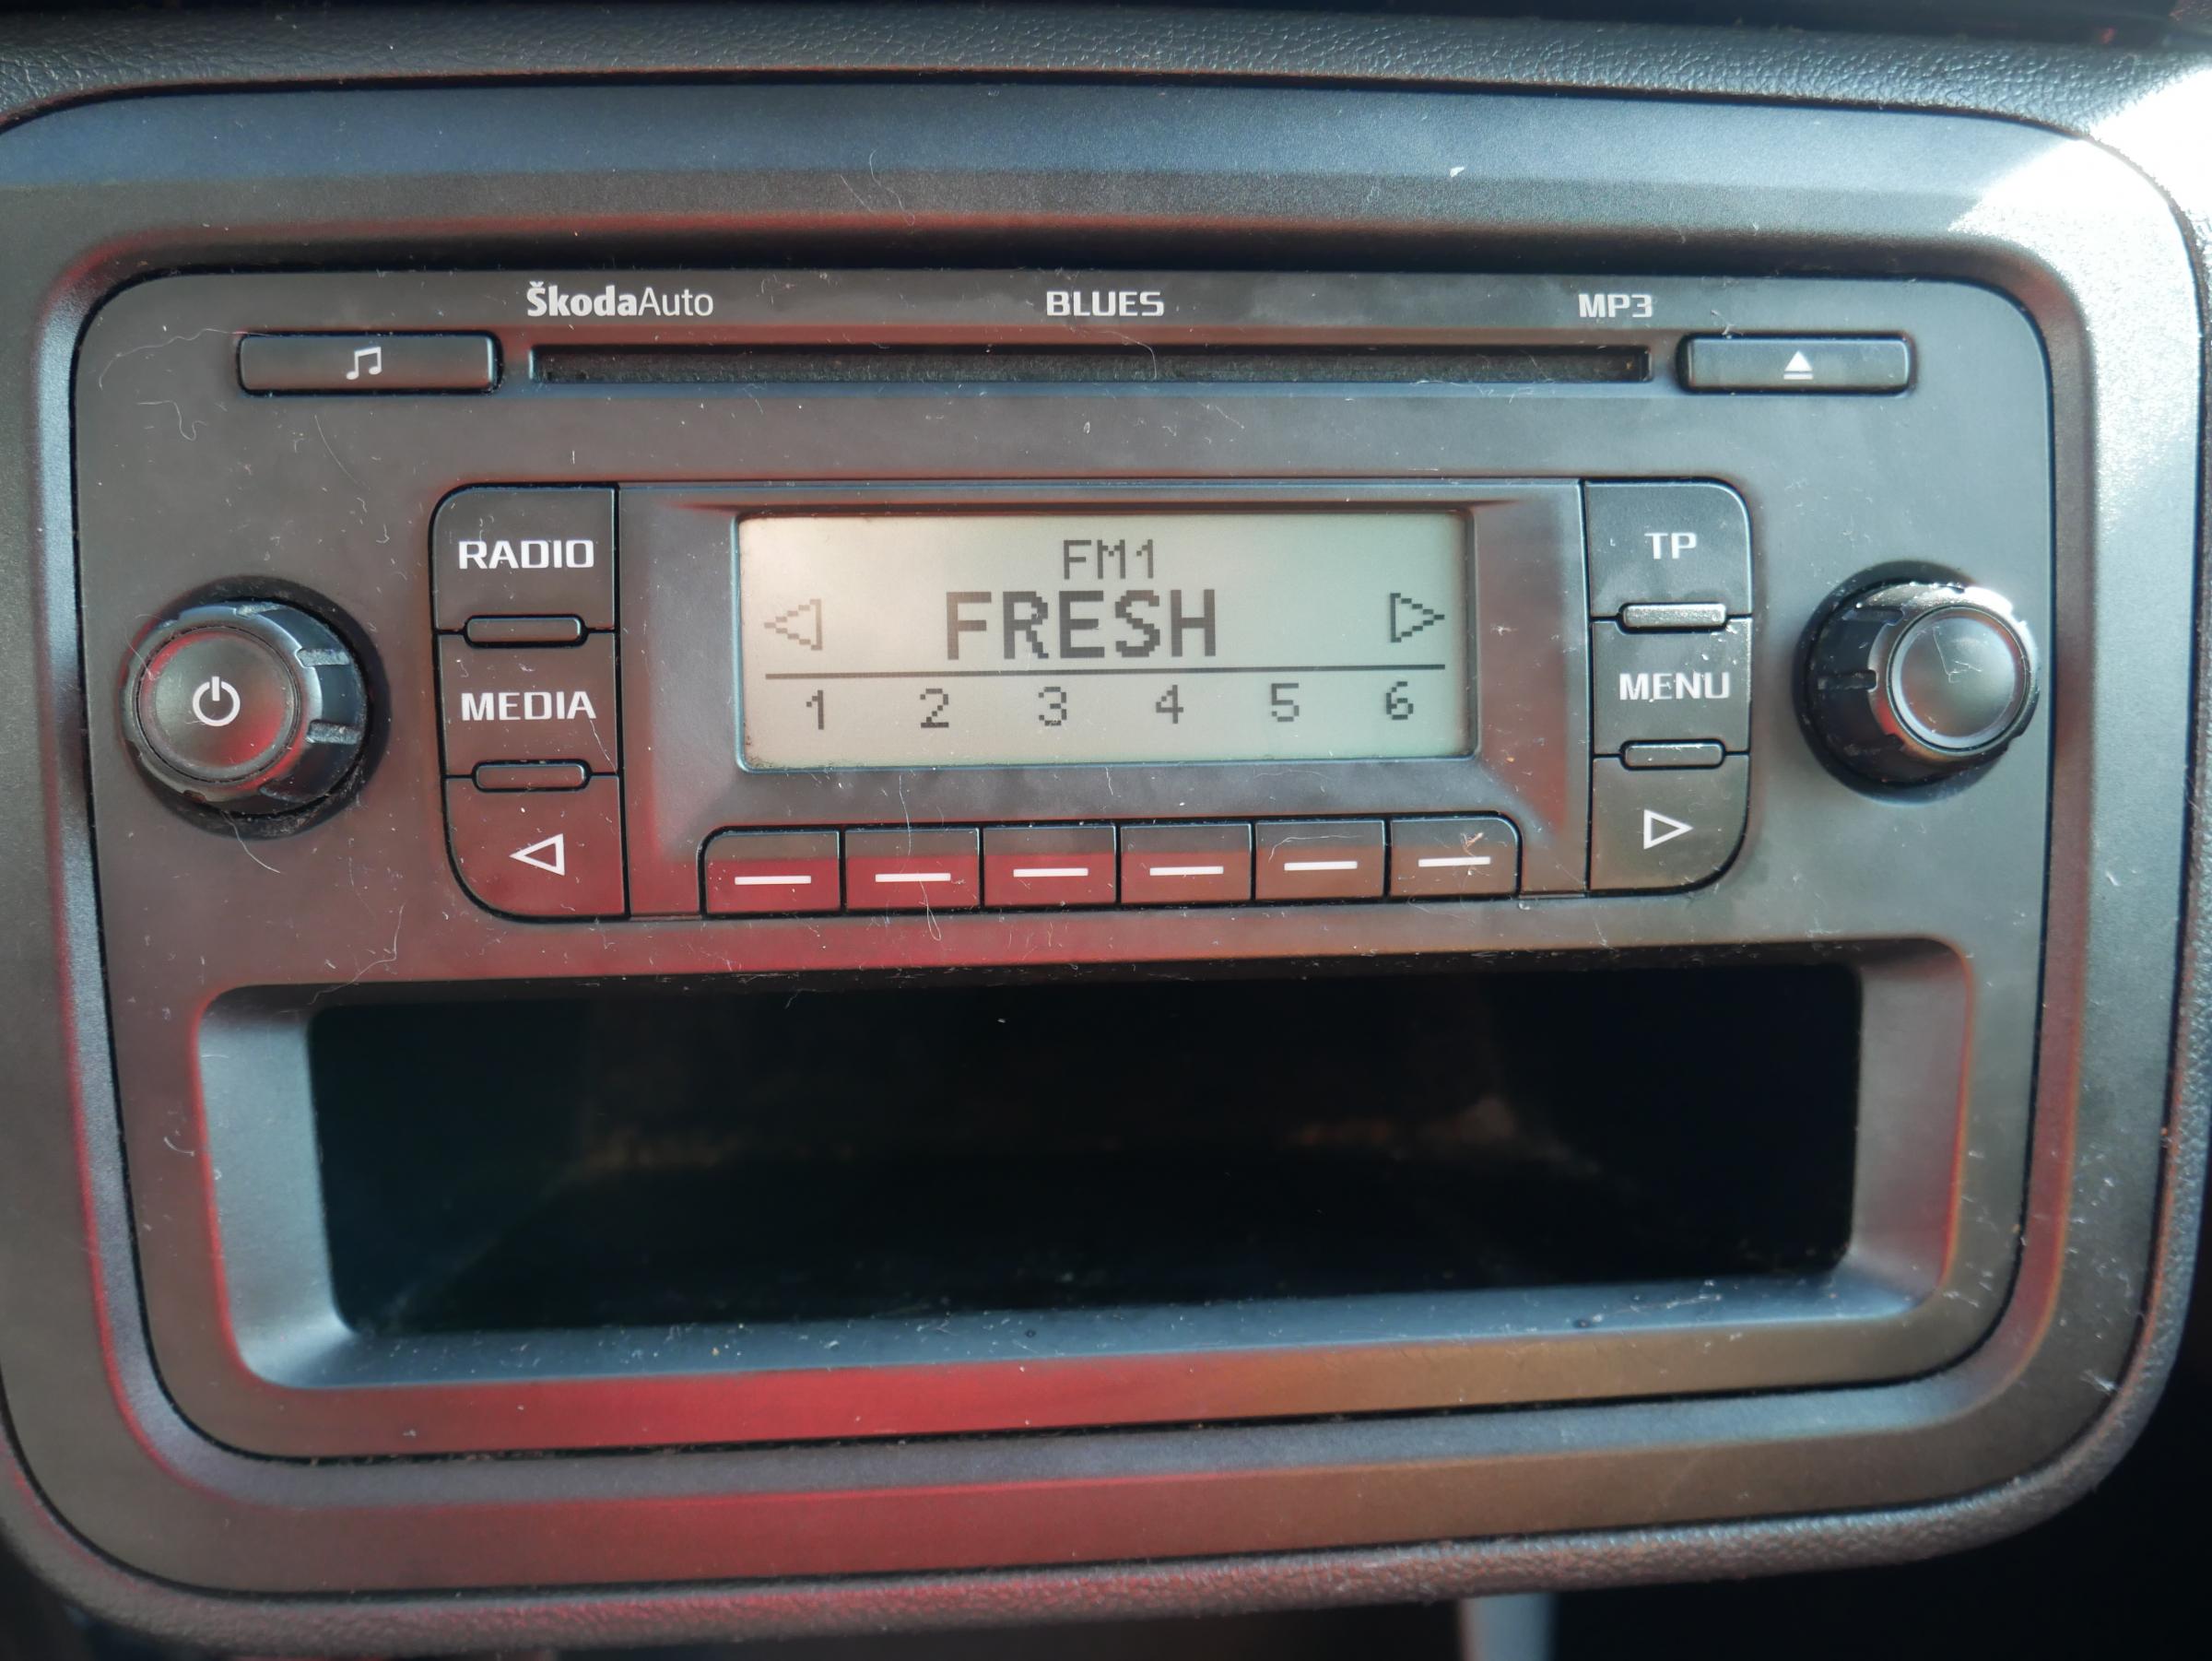 ŠkodaAuto BLUES MP3
RADIO
MEDIA
FM1
FRESH
1 2 3 4 5 6
TP
MENU